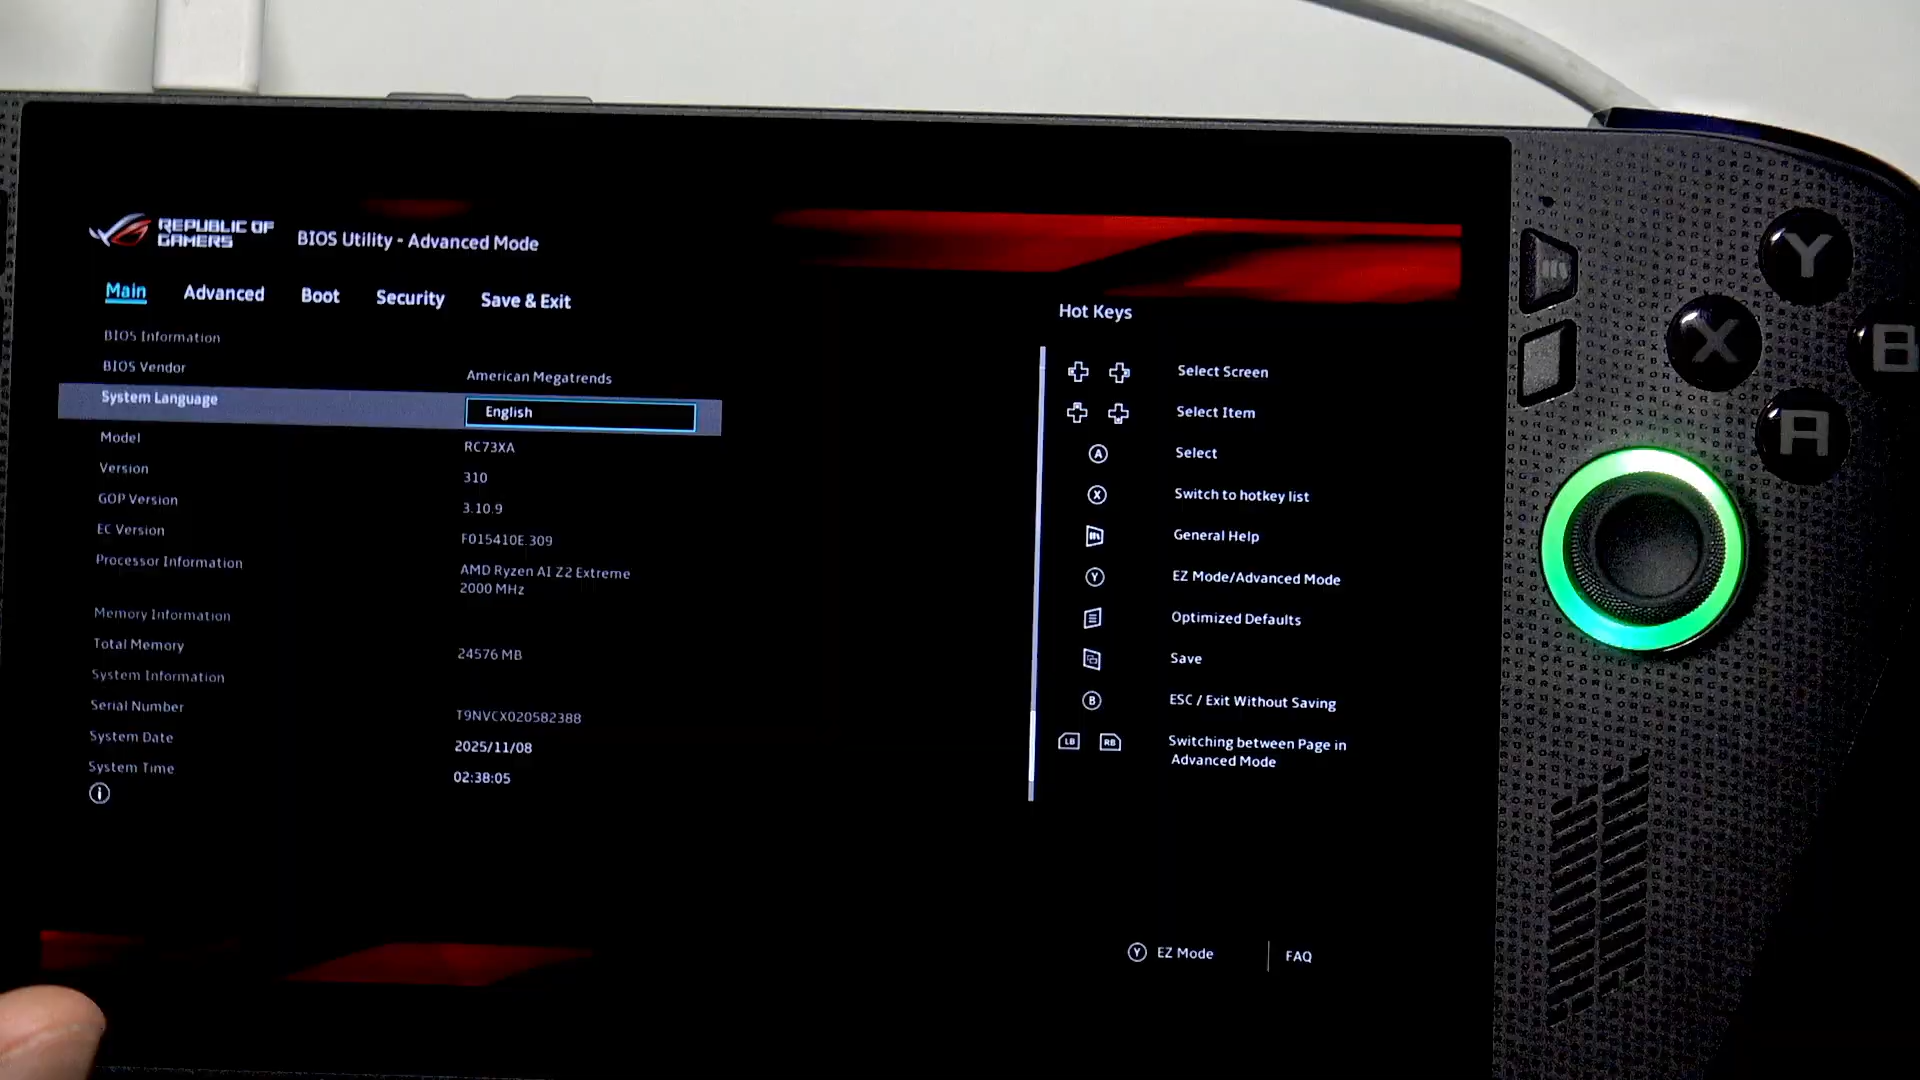 REPUBLIC OF
GAMERS
BIOS Utility - Advanced Mode
Main Advanced Boot Security Save & Exit
BIOS Information
BIOS Vendor American Megatrends
System Language English
Model RC73XA
Version 310
GOP Version 3.10.9
EC Version F015410E.309
Processor Information AMD Ryzen AI Z2 Extreme
2000 MHz
Memory Information
Total Memory 24576 MB
System Information
Serial Number T9NVCX020582388
System Date 2025/11/08
System Time 02:38:05
Hot Keys
Select Screen
Select Item
A Select
X Switch to hotkey list
General Help
Y EZ Mode/Advanced Mode
Optimized Defaults
Save
B ESC / Exit Without Saving
LB RB Switching between Page in
Advanced Mode
Y EZ Mode FAQ
Y
X
B
A